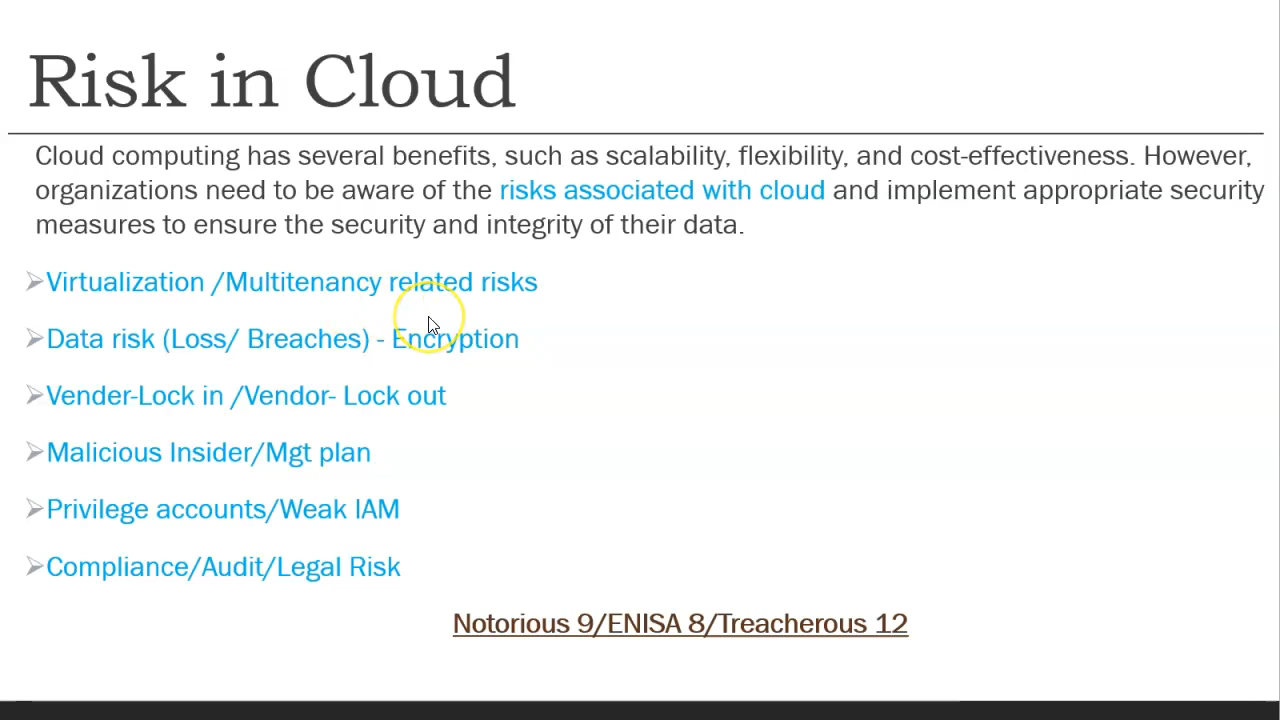 Risk in Cloud
Cloud computing has several benefits, such as scalability, flexibility, and cost-effectiveness. However,
organizations need to be aware of the risks associated with cloud and implement appropriate security
measures to ensure the security and integrity of their data.
Virtualization /Multitenancy related risks
Data risk (Loss/ Breaches) - Encryption
Vender-Lock in /Vendor- Lock out
Malicious Insider/Mgt plan
Privilege accounts/Weak IAM
Compliance/Audit/Legal Risk
Notorious 9/ENISA 8/Treacherous 12